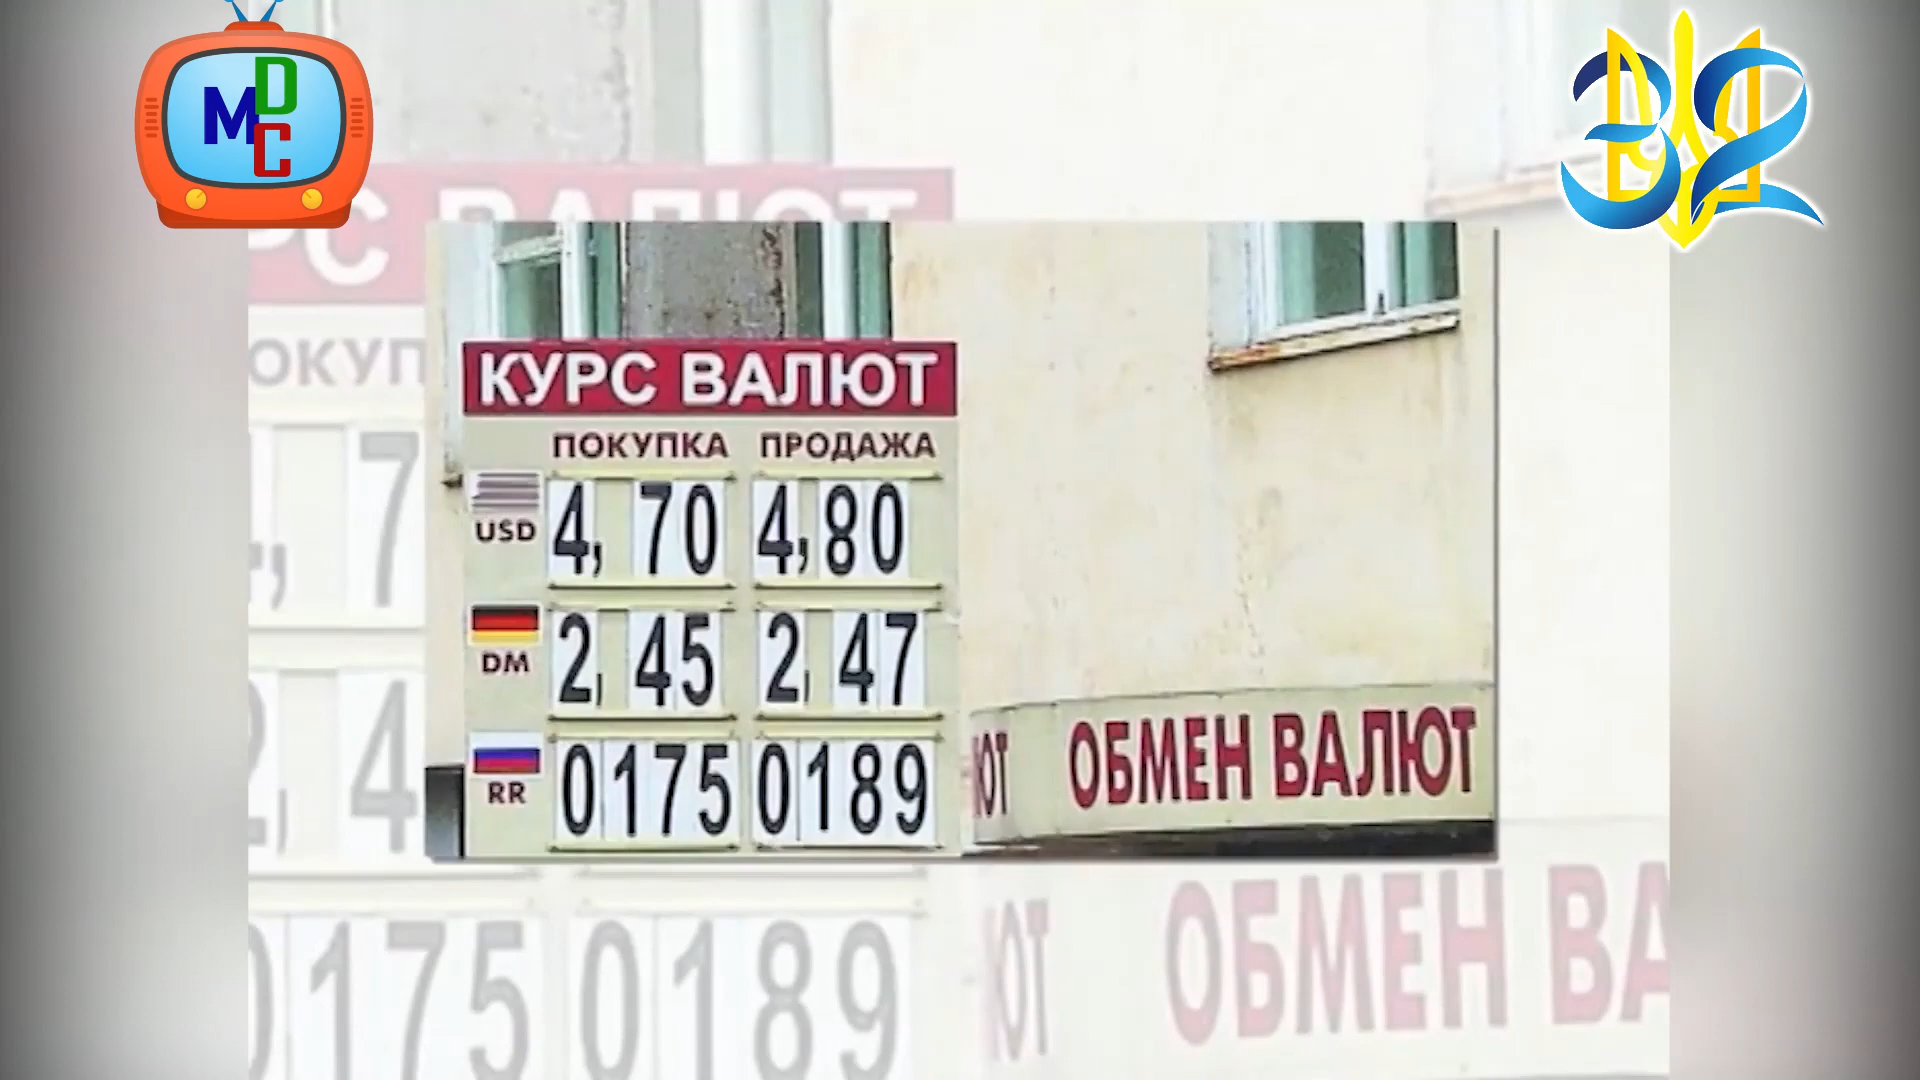 MDC
32
КУРС ВАЛЮТ
ПОКУПКА ПРОДАЖА
USD 4,70 4,80
DM 2,45 2,47
RR 0175 0189
ЮТ ОБМЕН ВАЛЮТ